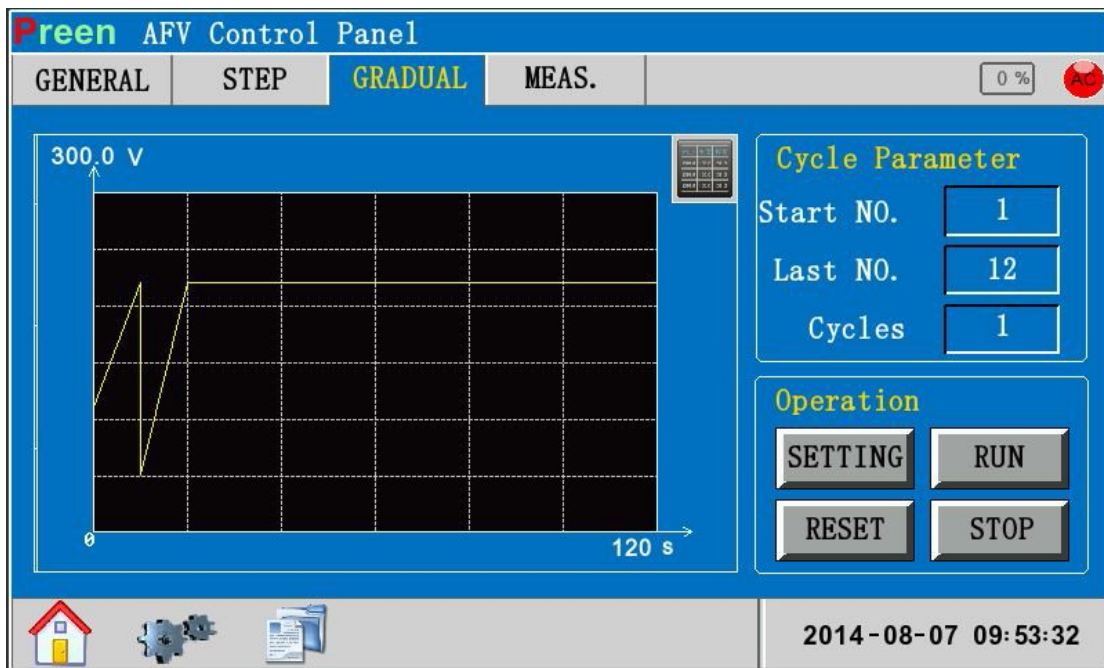 Preen AFV Control Panel
GENERAL STEP GRADUAL MEAS. 0 % AC
300.0 V
0
120 s
Cycle Parameter
Start NO. 1
Last NO. 12
Cycles 1
Operation
SETTING RUN
RESET STOP
2014-08-07 09:53:32